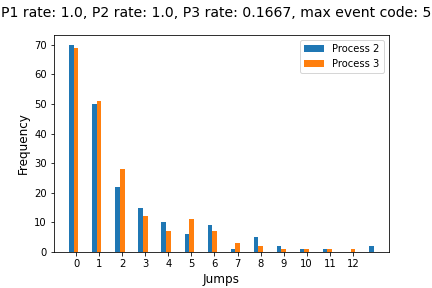 P1 rate: 1.0, P2 rate: 1.0, P3 rate: 0.1667, max event code: 5
Process 2
Process 3
Frequency
70
60
50
40
30
20
10
0
0 1 2 3 4 5 6 7 8 9 10 11 12
Jumps